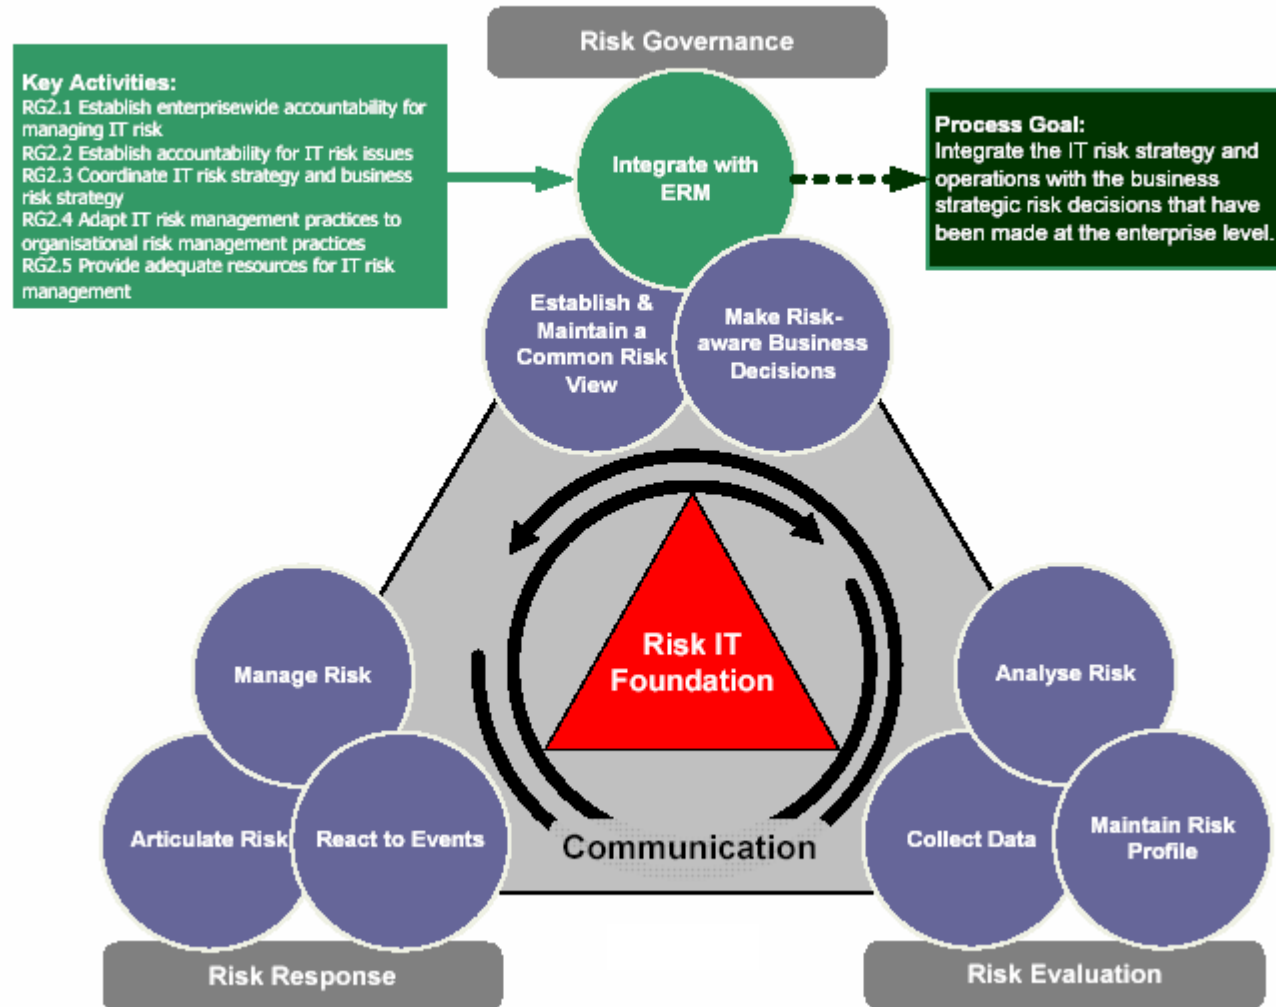 Risk Governance
Key Activities:
RG2.1 Establish enterprisewide accountability for
managing IT risk
RG2.2 Establish accountability for IT risk issues
RG2.3 Coordinate IT risk strategy and business
risk strategy
RG2.4 Adapt IT risk management practices to
organisational risk management practices
RG2.5 Provide adequate resources for IT risk
management
Integrate with
ERM
Process Goal:
Integrate the IT risk strategy and
operations with the business
strategic risk decisions that have
been made at the enterprise level.
Establish &
Maintain a
Common Risk
View
Make Risk-
aware Business
Decisions
Risk IT
Foundation
Manage Risk
Articulate Risk
React to Events
Analyse Risk
Collect Data
Maintain Risk
Profile
Communication
Risk Response
Risk Evaluation